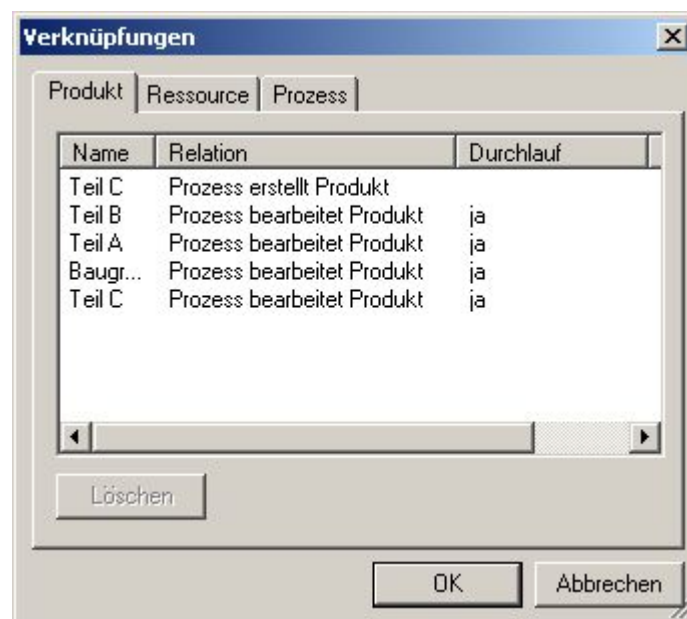 Verknüpfungen
Produkt Ressource Prozess
Name Relation Durchlauf
Teil C Prozess erstellt Produkt
Teil B Prozess bearbeitet Produkt ja
Teil A Prozess bearbeitet Produkt ja
Baugr... Prozess bearbeitet Produkt ja
Teil C Prozess bearbeitet Produkt ja
Löschen
OK Abbrechen